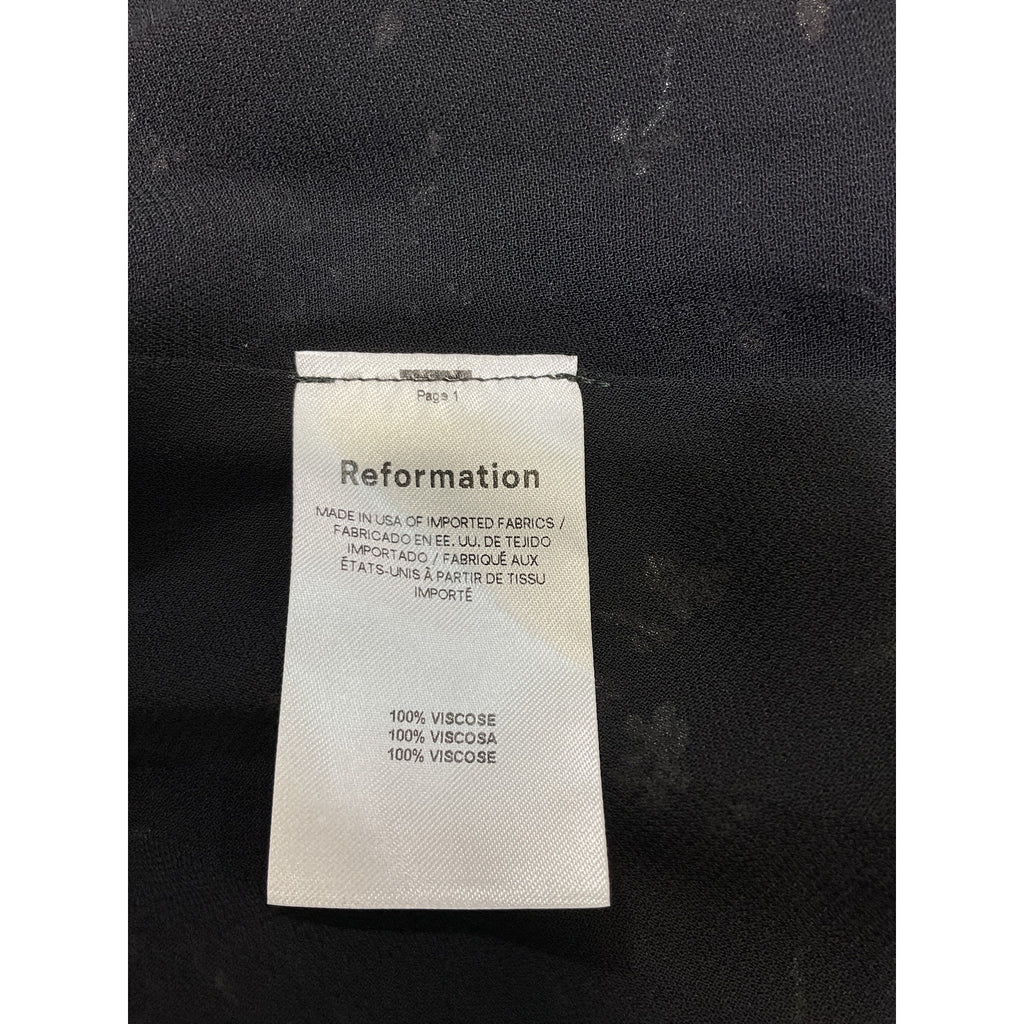 Page 1
Reformation
MADE IN USA OF IMPORTED FABRICS /
FABRICADO EN EE. UU. DE TEJIDO
IMPORTADO / FABRIQUÉ AUX
ÉTATS-UNIS À PARTIR DE TISSU
IMPORTÉ
100% VISCOSE
100% VISCOSA
100% VISCOSE